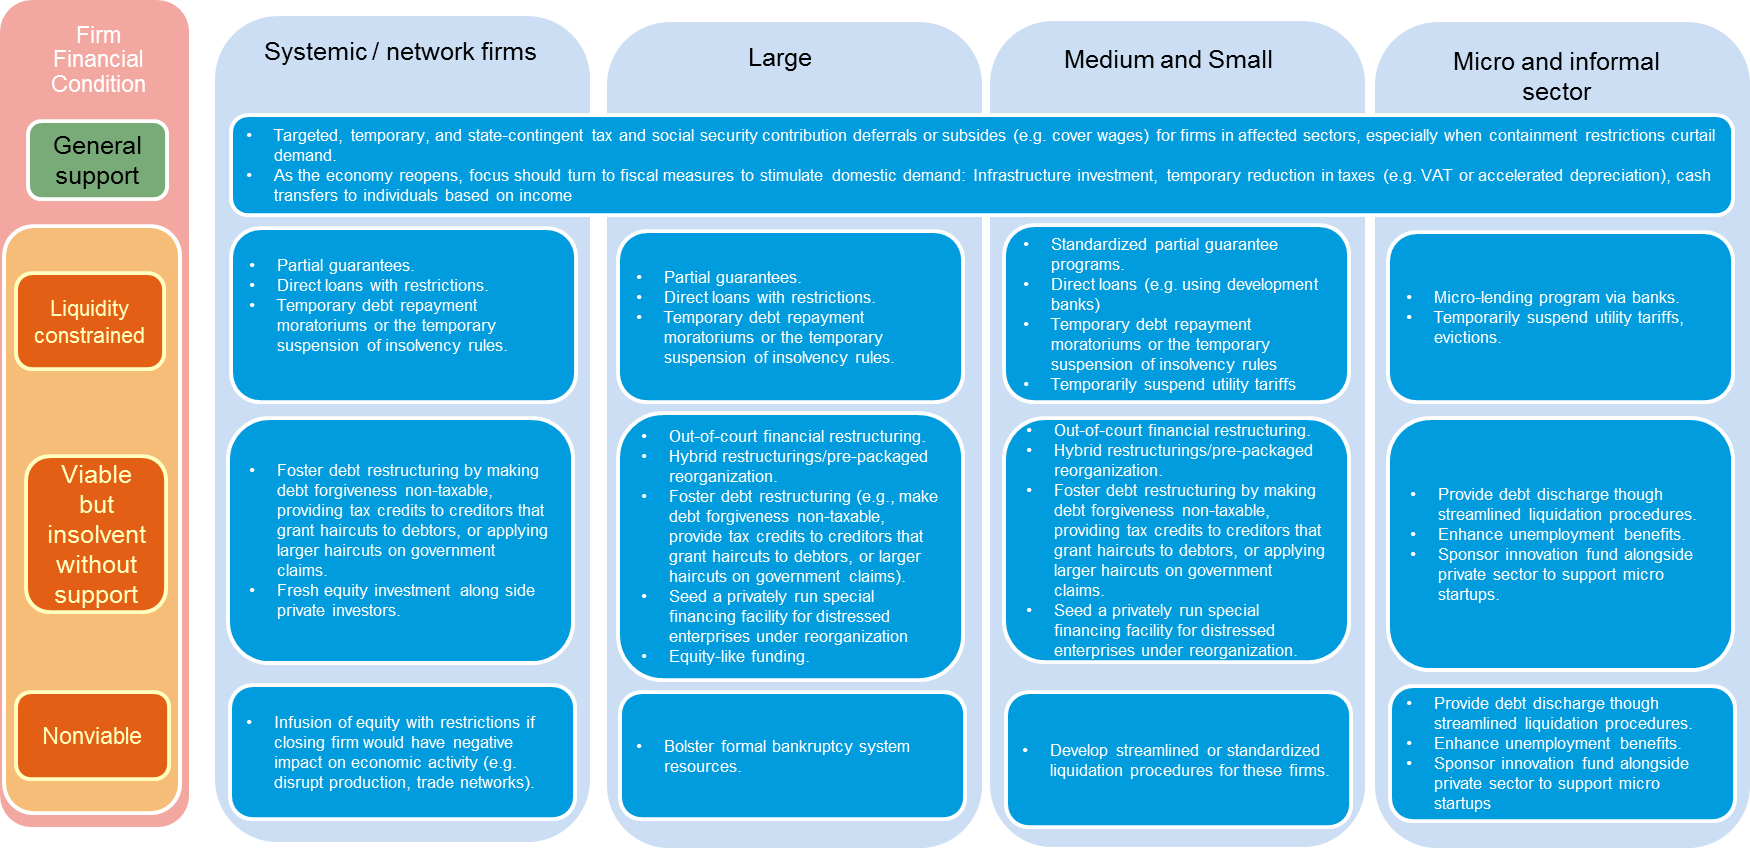 Firm
Financial
Condition
Systemic / network firms
Large
Medium and Small
Micro and informal
sector
General
support
• Targeted, temporary, and state-contingent tax and social security contribution deferrals or subsides (e.g. cover wages) for firms in affected sectors, especially when containment restrictions curtail
demand.
• As the economy reopens, focus should turn to fiscal measures to stimulate domestic demand: Infrastructure investment, temporary reduction in taxes (e.g. VAT or accelerated depreciation), cash
transfers to individuals based on income
Liquidity
constrained
• Partial guarantees.
• Direct loans with restrictions.
• Temporary debt repayment
moratoriums or the temporary
suspension of insolvency rules.
• Partial guarantees.
• Direct loans with restrictions.
• Temporary debt repayment
moratoriums or the temporary
suspension of insolvency rules.
• Standardized partial guarantee
programs.
• Direct loans (e.g. using development
banks)
• Temporary debt repayment
moratoriums or the temporary
suspension of insolvency rules
• Temporarily suspend utility tariffs
• Micro-lending program via banks.
• Temporarily suspend utility tariffs,
evictions.
Viable
but
insolvent
without
support
• Foster debt restructuring by making
debt forgiveness non-taxable,
providing tax credits to creditors that
grant haircuts to debtors, or applying
larger haircuts on government
claims.
• Fresh equity investment along side
private investors.
• Out-of-court financial restructuring.
• Hybrid restructurings/pre-packaged
reorganization.
• Foster debt restructuring (e.g., make
debt forgiveness non-taxable,
provide tax credits to creditors that
grant haircuts to debtors, or larger
haircuts on government claims).
• Seed a privately run special
financing facility for distressed
enterprises under reorganization
• Equity-like funding.
• Out-of-court financial restructuring.
• Hybrid restructurings/pre-packaged
reorganization.
• Foster debt restructuring by making
debt forgiveness non-taxable,
providing tax credits to creditors that
grant haircuts to debtors, or applying
larger haircuts on government
claims.
• Seed a privately run special
financing facility for distressed
enterprises under reorganization.
• Provide debt discharge though
streamlined liquidation procedures.
• Enhance unemployment benefits.
• Sponsor innovation fund alongside
private sector to support micro
startups.
Nonviable
• Infusion of equity with restrictions if
closing firm would have negative
impact on economic activity (e.g.
disrupt production, trade networks).
• Bolster formal bankruptcy system
resources.
• Develop streamlined or standardized
liquidation procedures for these firms.
• Provide debt discharge though
streamlined liquidation procedures.
• Enhance unemployment benefits.
• Sponsor innovation fund alongside
private sector to support micro
startups